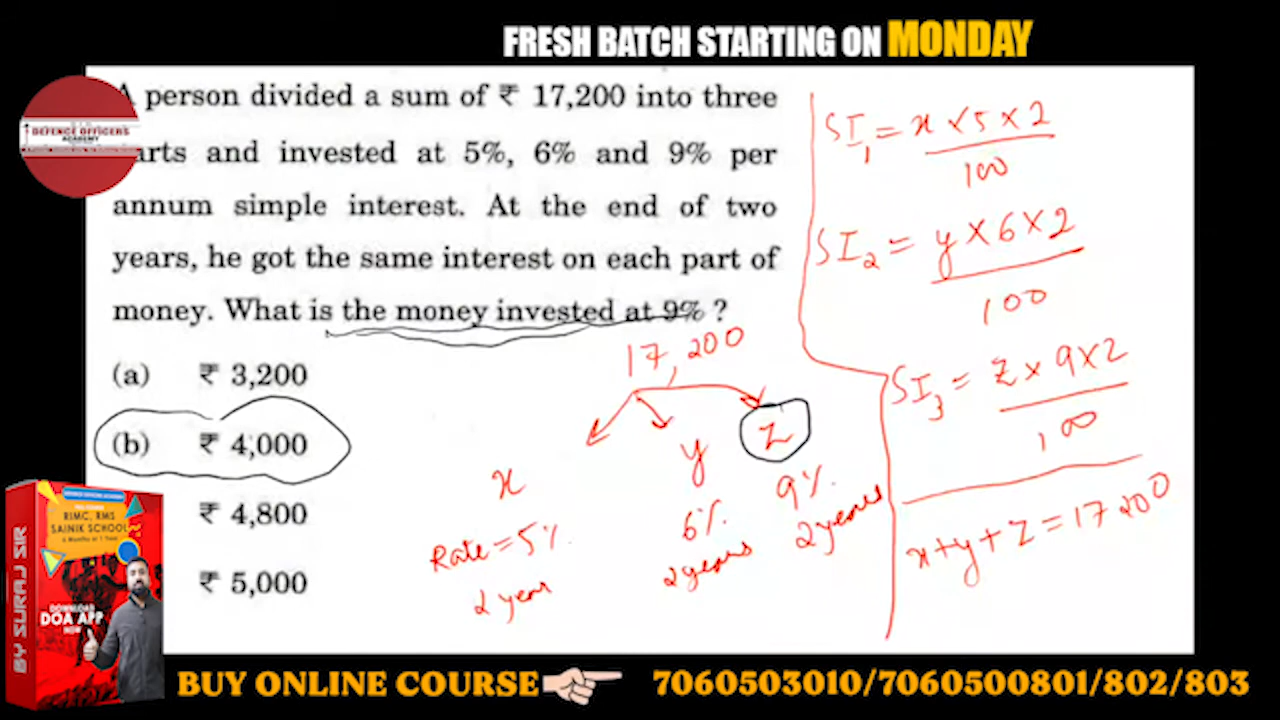 FRESH BATCH STARTING ON MONDAY
DEFENCE OFFICERS
ACADEMY
A person divided a sum of ₹ 17,200 into three
arts and invested at 5%, 6% and 9% per
annum simple interest. At the end of two
years, he got the same interest on each part of
money. What is the money invested at 9% ?
(a) ₹ 3,200
(b) ₹ 4,000
₹ 4,800
₹ 5,000
17,200
x y z
Rate = 5% 6% 9%
2 year 2 years 2 years
SI₁ = x × 5 × 2
100
SI₂ = y × 6 × 2
100
SI₃ = z × 9 × 2
100
x + y + z = 17200
DEFENCE OFFICERS ACADEMY
RIMC, RMS
SAINIK SCHOOL
DOWNLOAD
DOA APP
NOW
BY SURAJ SIR
BUY ONLINE COURSE 7060503010/7060500801/802/803